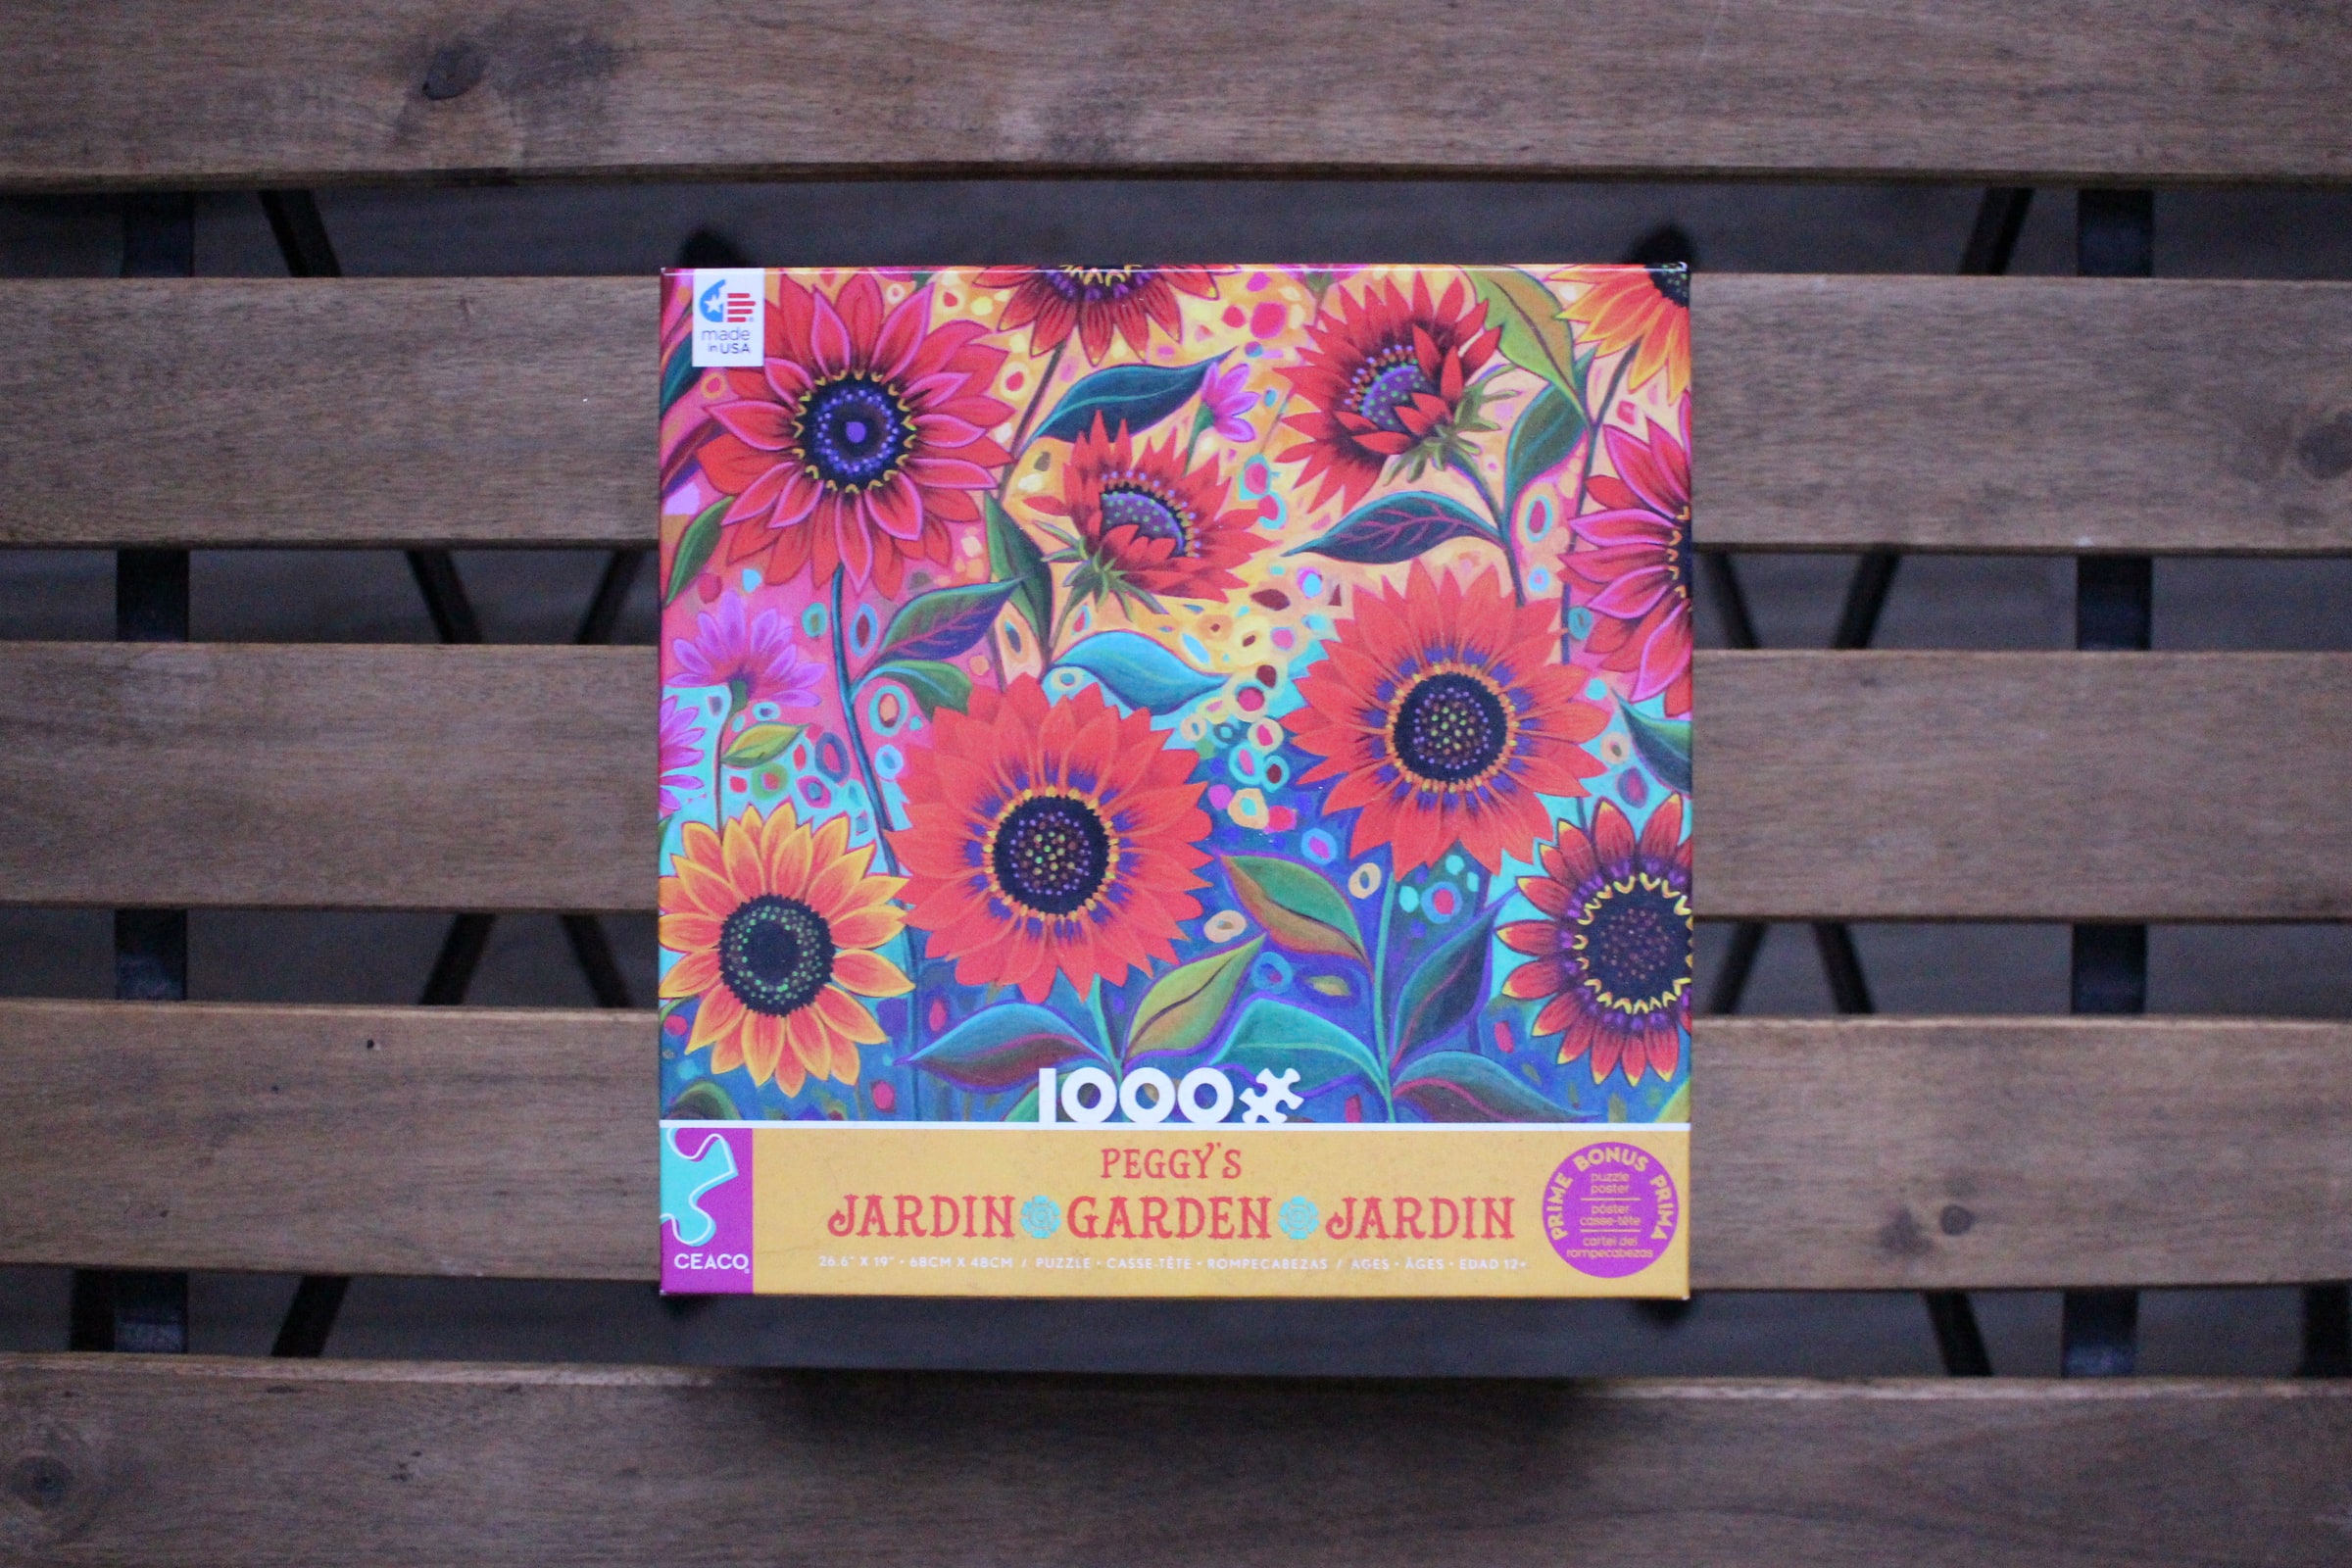 made
in USA
1000
PEGGY'S
JARDIN GARDEN JARDIN
26.6" X 19" • 68CM X 48CM / PUZZLE • CASSE-TÊTE • ROMPECABEZAS / AGES • ÂGES • EDAD 12+
CEACO
PRIME BONUS PRIMA
puzzle
poster
póster
casse-tête
cartel del
rompecabezas